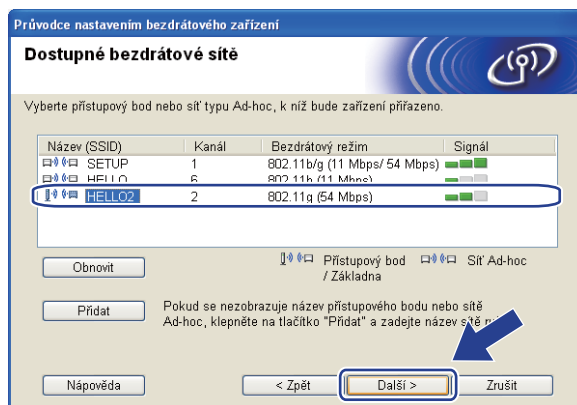 Průvodce nastavením bezdrátového zařízení
Dostupné bezdrátové sítě
Vyberte přístupový bod nebo síť typu Ad-hoc, k níž bude zařízení přiřazeno.
Název (SSID) Kanál Bezdrátový režim Signál
SETUP 1 802.11b/g (11 Mbps/ 54 Mbps)
HELLO 6 802.11b (11 Mbps)
HELLO2 2 802.11g (54 Mbps)
Obnovit
Přístupový bod / Základna
Síť Ad-hoc
Přidat
Pokud se nezobrazuje název přístupového bodu nebo sítě
Ad-hoc, klepněte na tlačítko "Přidat" a zadejte název sítě
Nápověda < Zpět Další > Zrušit